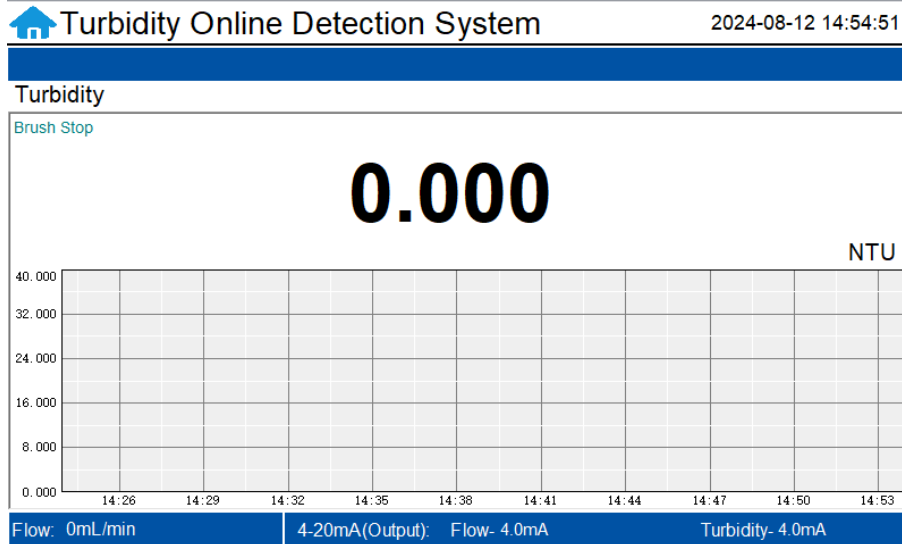 Turbidity Online Detection System 2024-08-12 14:54:51
Turbidity
Brush Stop
0.000
NTU
40.000
32.000
24.000
16.000
8.000
0.000
14:26 14:29 14:32 14:35 14:38 14:41 14:44 14:47 14:50 14:53
Flow: 0mL/min 4-20mA(Output): Flow- 4.0mA Turbidity- 4.0mA